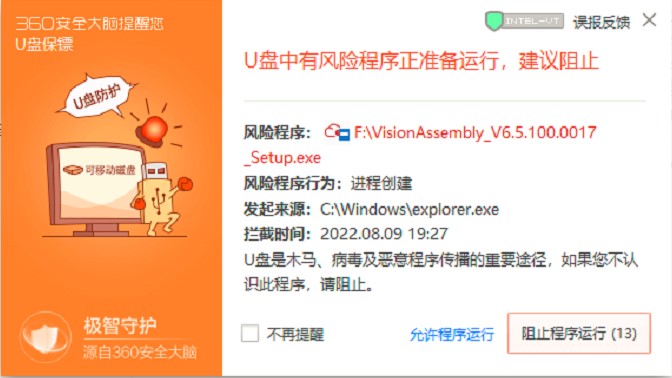 360安全大脑提醒您
U盘保镖
INTEL-VT
误报反馈
U盘防护
可移动磁盘
U盘中有风险程序正准备运行，建议阻止
风险程序： F:\VisionAssembly_V6.5.100.0017
_Setup.exe
风险程序行为：进程创建
发起来源：C:\Windows\explorer.exe
拦截时间：2022.08.09 19:27
U盘是木马、病毒及恶意程序传播的重要途径，如果您不认
识此程序，请阻止。
极智守护
源自360安全大脑
不再提醒
允许程序运行
阻止程序运行 (13)